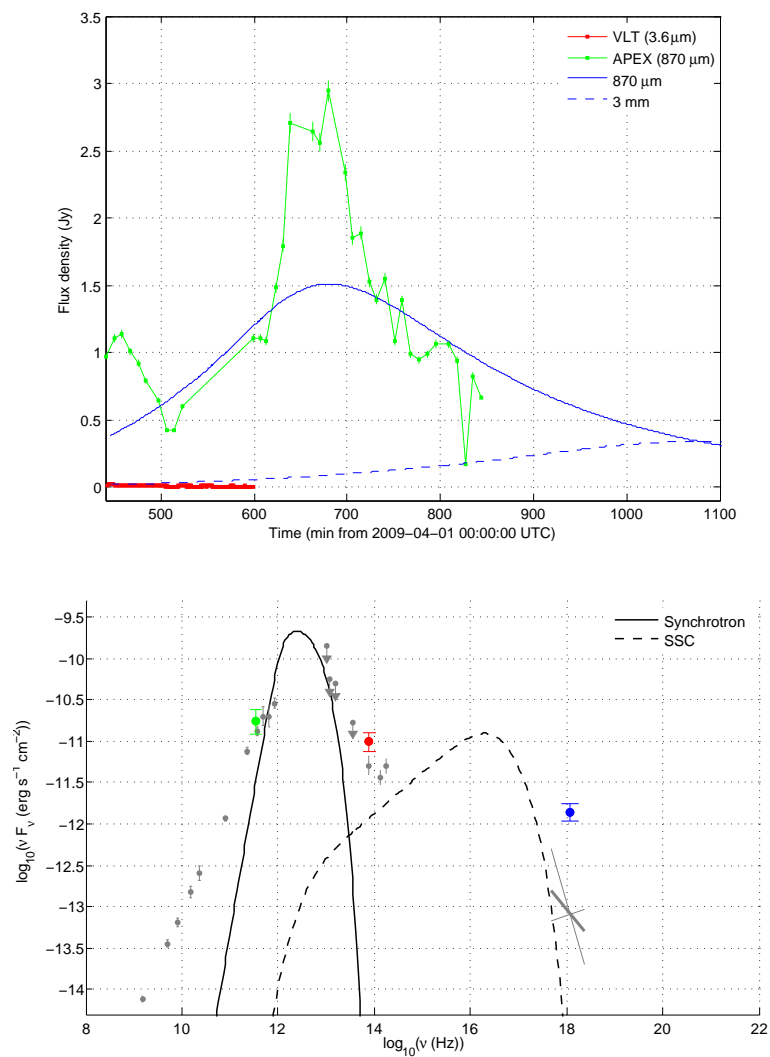 3.5
3
2.5
2
1.5
1
0.5
0
Flux density (Jy)
VLT (3.6μm)
APEX (870 μm)
870 μm
3 mm
500 600 700 800 900 1000 1100
Time (min from 2009−04−01 00:00:00 UTC)
−9.5
−10
−10.5
−11
−11.5
−12
−12.5
−13
−13.5
−14
log10(ν Fν (erg s−1 cm−2))
Synchrotron
SSC
8 10 12 14 16 18 20 22
log10(ν (Hz))